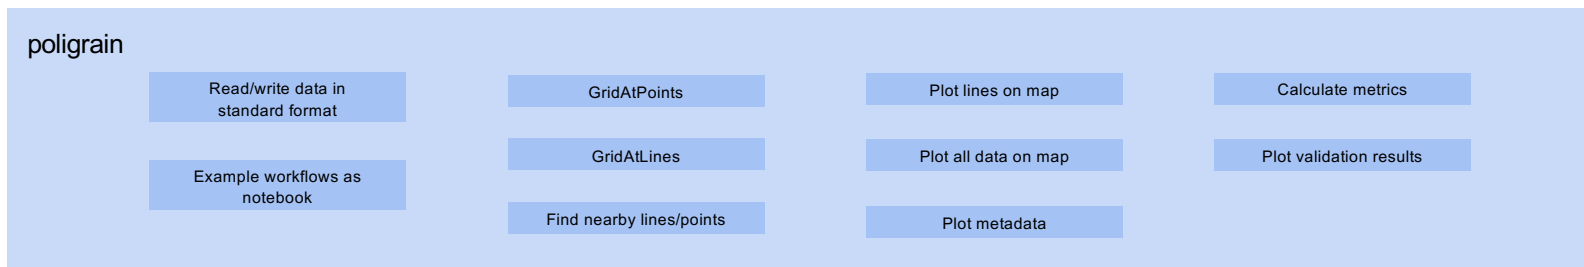 poligrain
Read/write data in
standard format
Example workflows as
notebook
GridAtPoints
GridAtLines
Find nearby lines/points
Plot lines on map
Plot all data on map
Plot metadata
Calculate metrics
Plot validation results